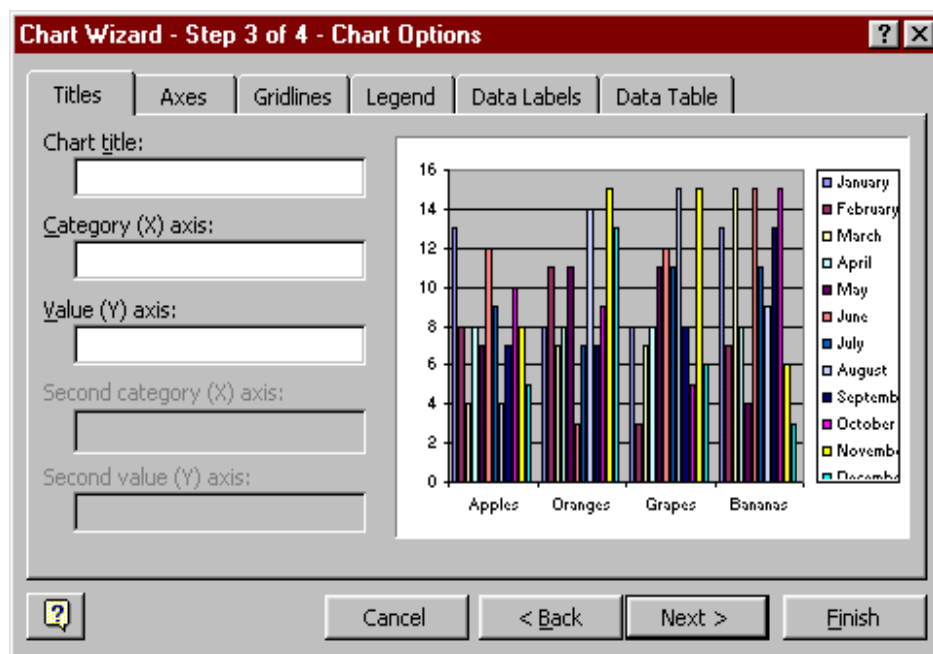 Chart Wizard - Step 3 of 4 - Chart Options
Titles Axes Gridlines Legend Data Labels Data Table
Chart title:
Category (X) axis:
Value (Y) axis:
Second category (X) axis:
Second value (Y) axis:
16
14
12
10
8
6
4
2
0
Apples Oranges Grapes Bananas
January
February
March
April
May
June
July
August
Septemb
October
Novembe
Decembe
Cancel < Back Next > Finish